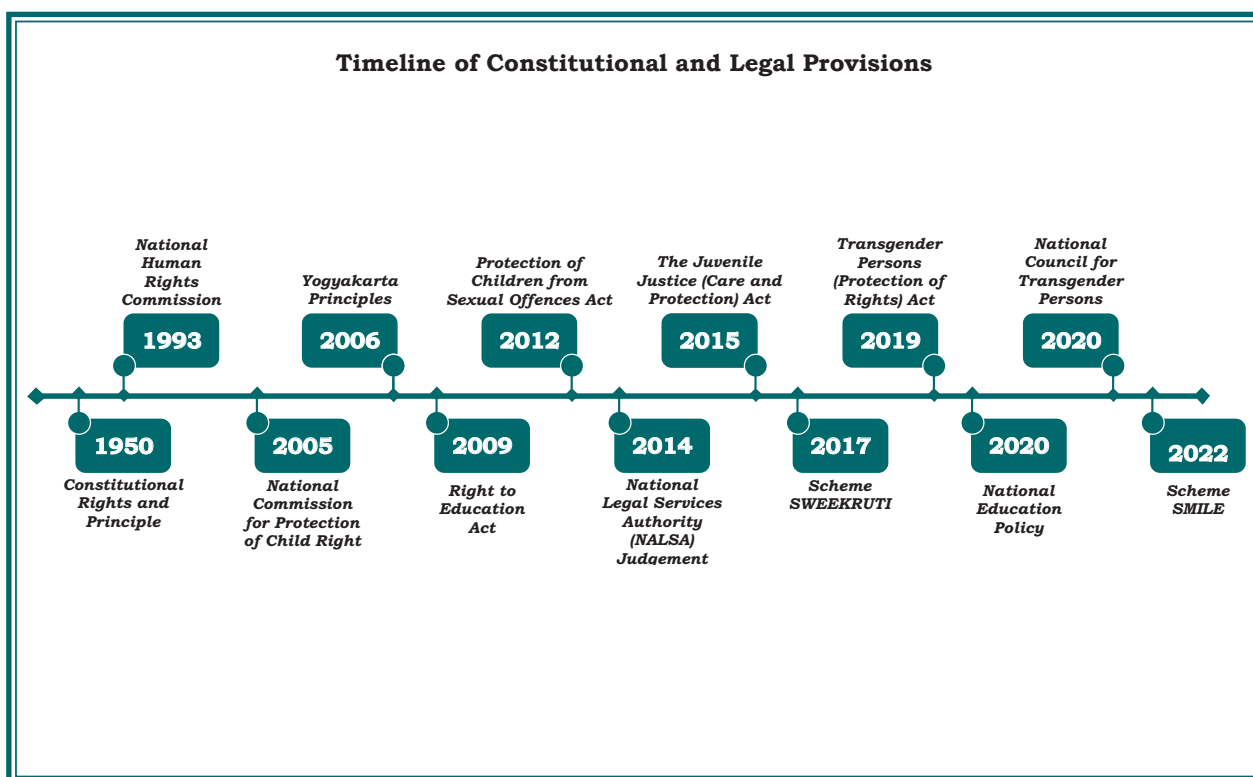 Timeline of Constitutional and Legal Provisions
National
Human
Rights
Commission
1993
Yogyakarta
Principles
2006
Protection of
Children from
Sexual Offences Act
2012
The Juvenile
Justice (Care and
Protection) Act
2015
Transgender
Persons
(Protection of
Rights) Act
2019
National
Council for
Transgender
Persons
2020
1950
Constitutional
Rights and
Principle
2005
National
Commission
for Protection
of Child Right
2009
Right to
Education
Act
2014
National
Legal Services
Authority
(NALSA)
Judgement
2017
Scheme
SWEEKRUTI
2020
National
Education
Policy
2022
Scheme
SMILE